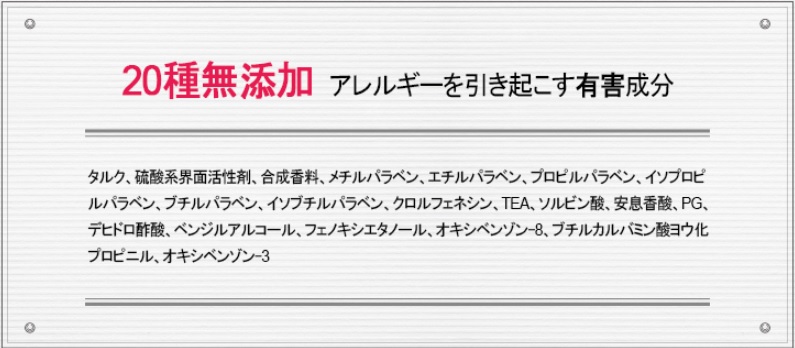 20種無添加 アレルギーを引き起こす有害成分
タルク、硫酸系界面活性剤、合成香料、メチルパラベン、エチルパラベン、プロピルパラベン、イソプロピ
ルパラベン、ブチルパラベン、イソブチルパラベン、クロルフェネシン、TEA、ソルビン酸、安息香酸、PG、
デヒドロ酢酸、ベンジルアルコール、フェノキシエタノール、オキシベンゾン-8、ブチルカルバミン酸ヨウ化
プロピニル、オキシベンゾン-3